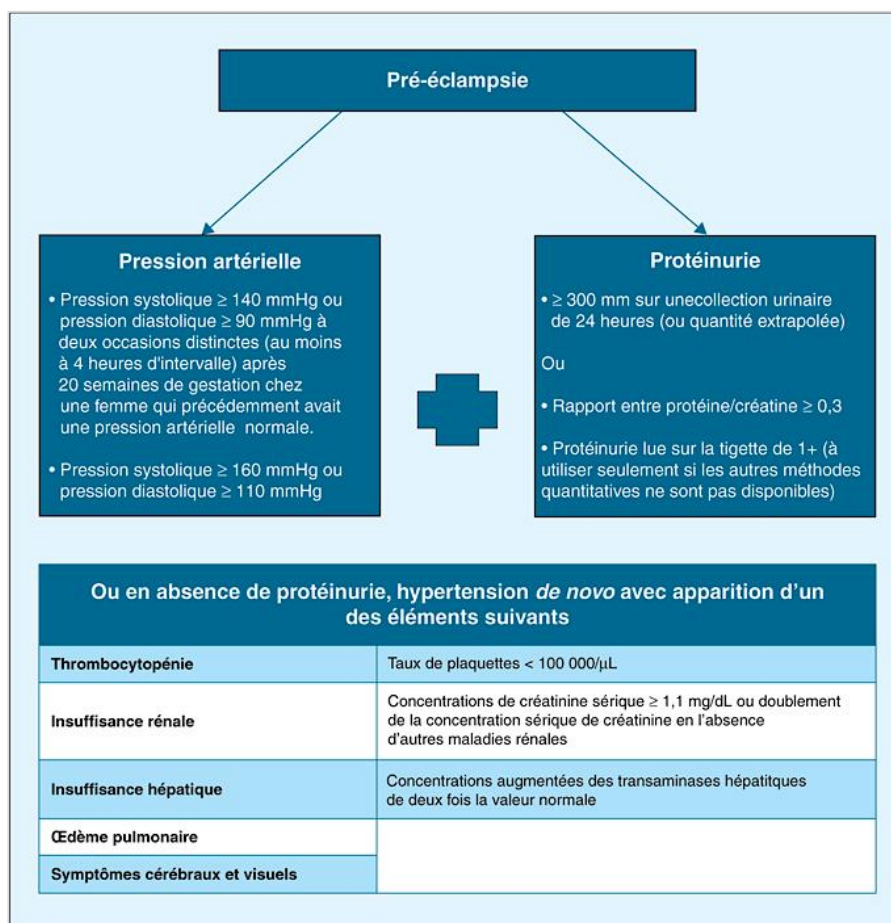 Pré-éclampsie
Pression artérielle
• Pression systolique ≥ 140 mmHg ou
pression diastolique ≥ 90 mmHg à
deux occasions distinctes (au moins
à 4 heures d'intervalle) après
20 semaines de gestation chez
une femme qui précédemment avait
une pression artérielle normale.
• Pression systolique ≥ 160 mmHg ou
pression diastolique ≥ 110 mmHg
Protéinurie
• ≥ 300 mm sur unecollection urinaire
de 24 heures (ou quantité extrapolée)
Ou
• Rapport entre protéine/créatine ≥ 0,3
• Protéinurie lue sur la tigette de 1+ (à
utiliser seulement si les autres méthodes
quantitatives ne sont pas disponibles)
Ou en absence de protéinurie, hypertension de novo avec apparition d'un
des éléments suivants
Thrombocytopénie
Taux de plaquettes < 100 000/μL
Insuffisance rénale
Concentrations de créatinine sérique ≥ 1,1 mg/dL ou doublement
de la concentration sérique de créatinine en l'absence
d'autres maladies rénales
Insuffisance hépatique
Concentrations augmentées des transaminases hépatitques
de deux fois la valeur normale
Œdème pulmonaire
Symptômes cérébraux et visuels